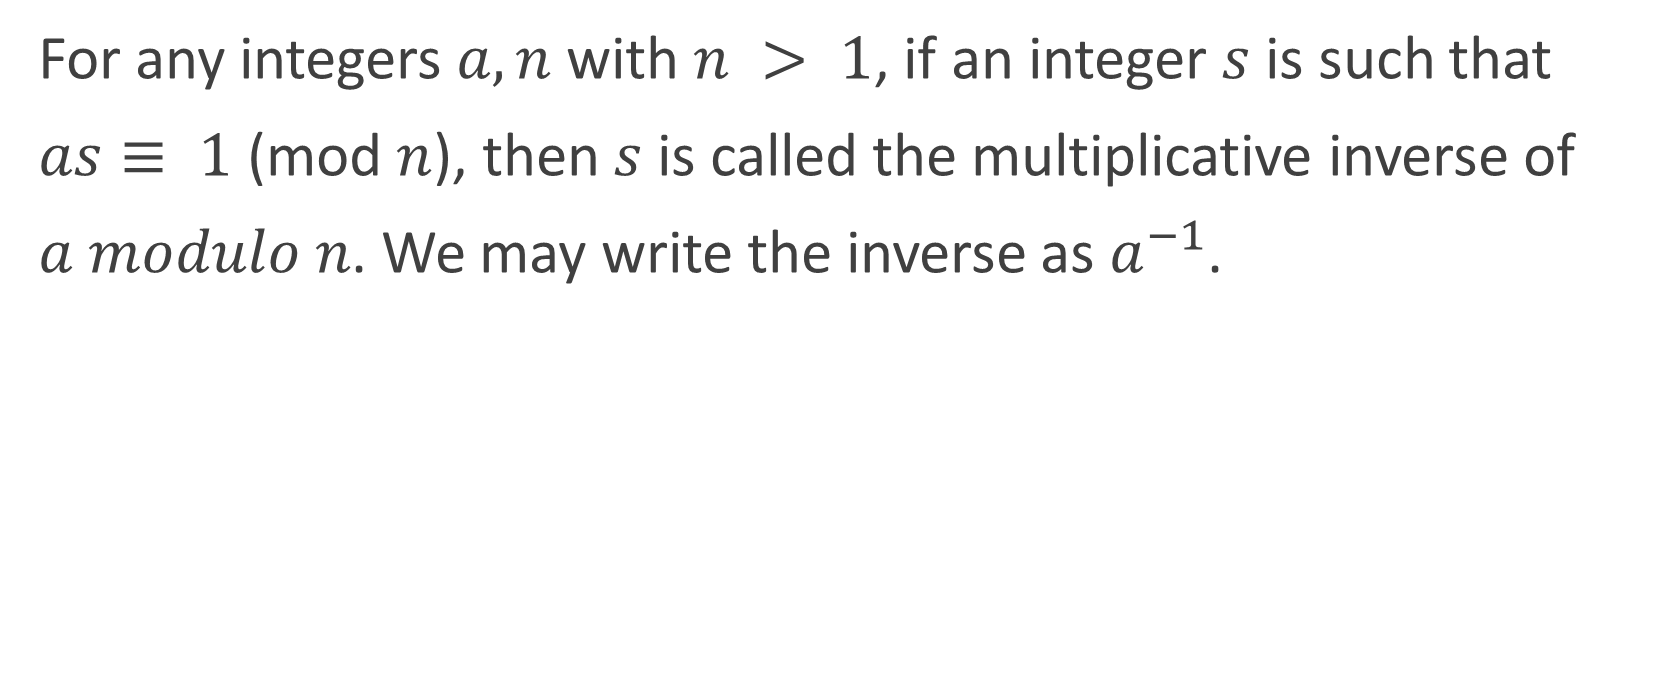 For any integers a, n with n > 1, if an integer s is such that
as ≡ 1 (mod n), then s is called the multiplicative inverse of
a modulo n. We may write the inverse as a⁻¹.